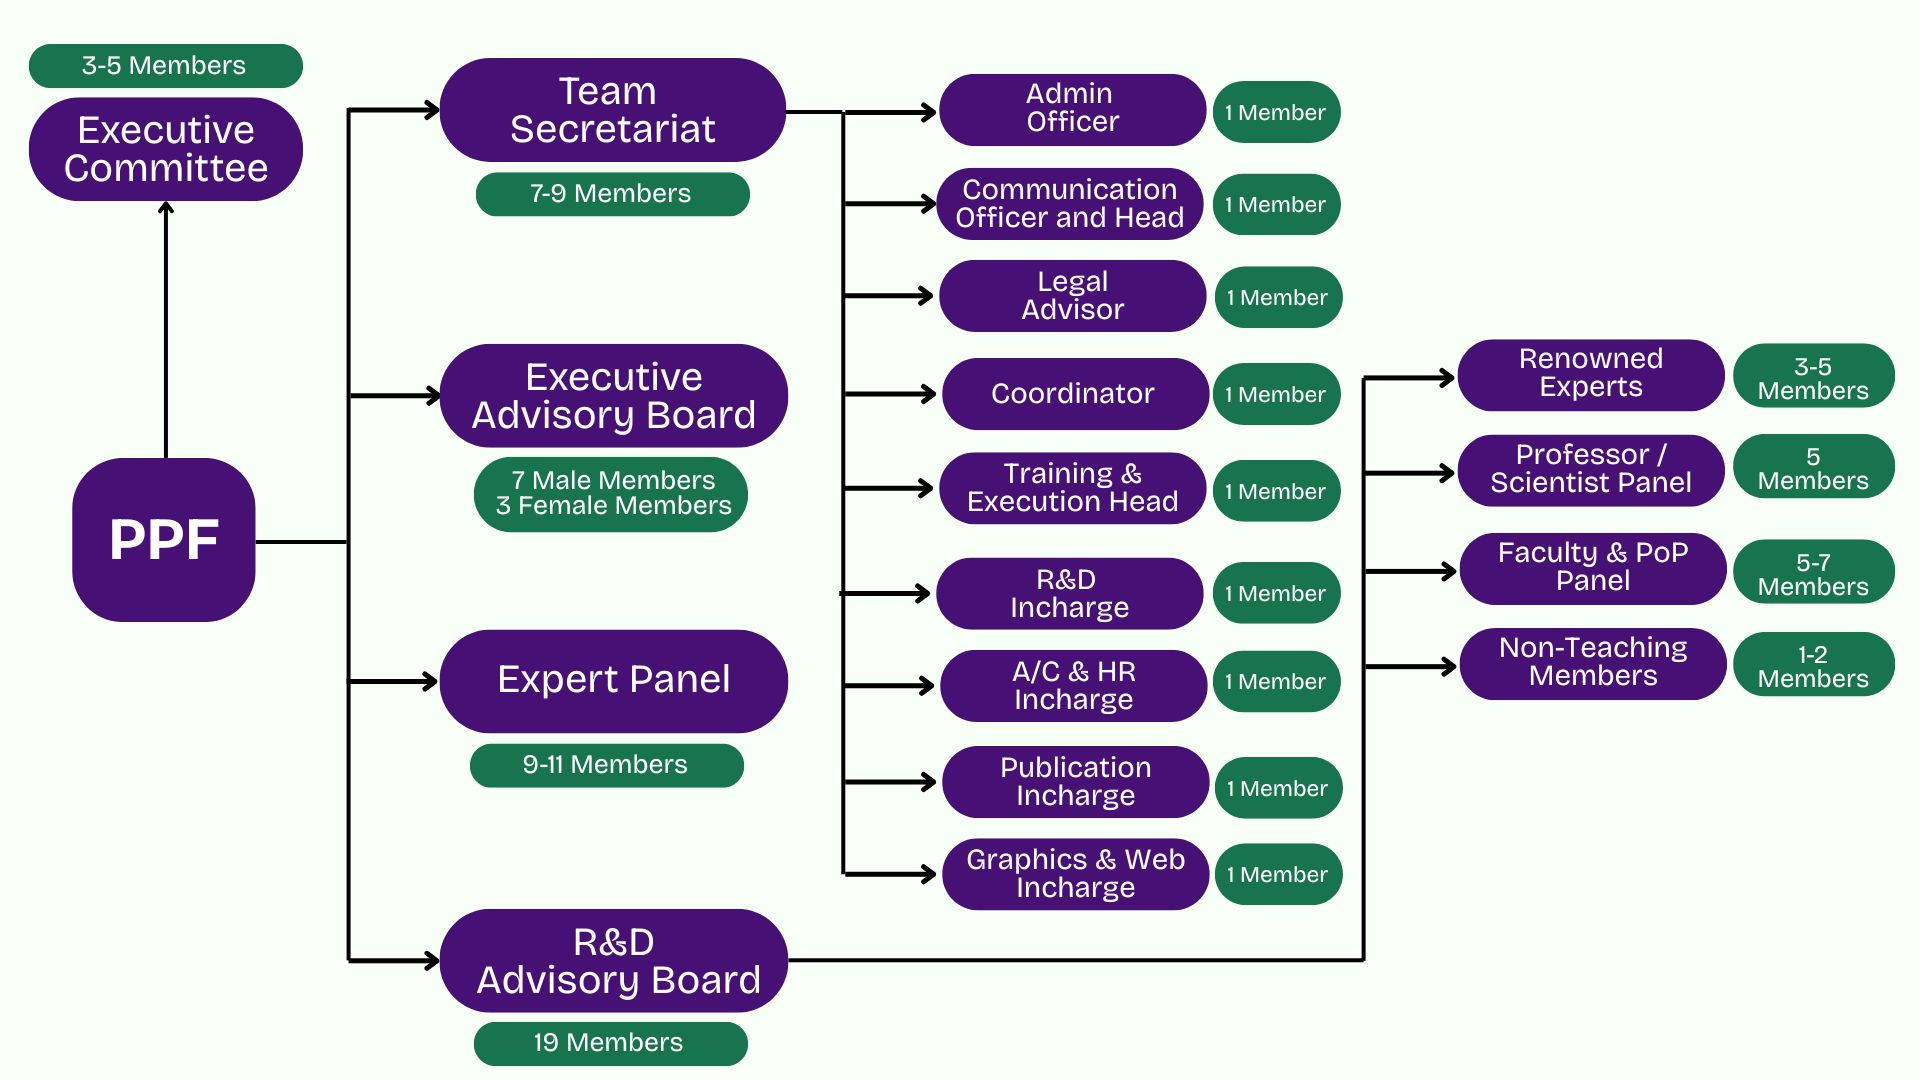 3-5 Members
Executive
Committee
PPF
Team
Secretariat
7-9 Members
Executive
Advisory Board
7 Male Members
3 Female Members
Expert Panel
9-11 Members
R&D
Advisory Board
19 Members
Admin
Officer
1 Member
Communication
Officer and Head
1 Member
Legal
Advisor
1 Member
Coordinator
1 Member
Training &
Execution Head
1 Member
R&D
Incharge
1 Member
A/C & HR
Incharge
1 Member
Publication
Incharge
1 Member
Graphics & Web
Incharge
1 Member
Renowned
Experts
3-5
Members
Professor /
Scientist Panel
5
Members
Faculty & PoP
Panel
5-7
Members
Non-Teaching
Members
1-2
Members